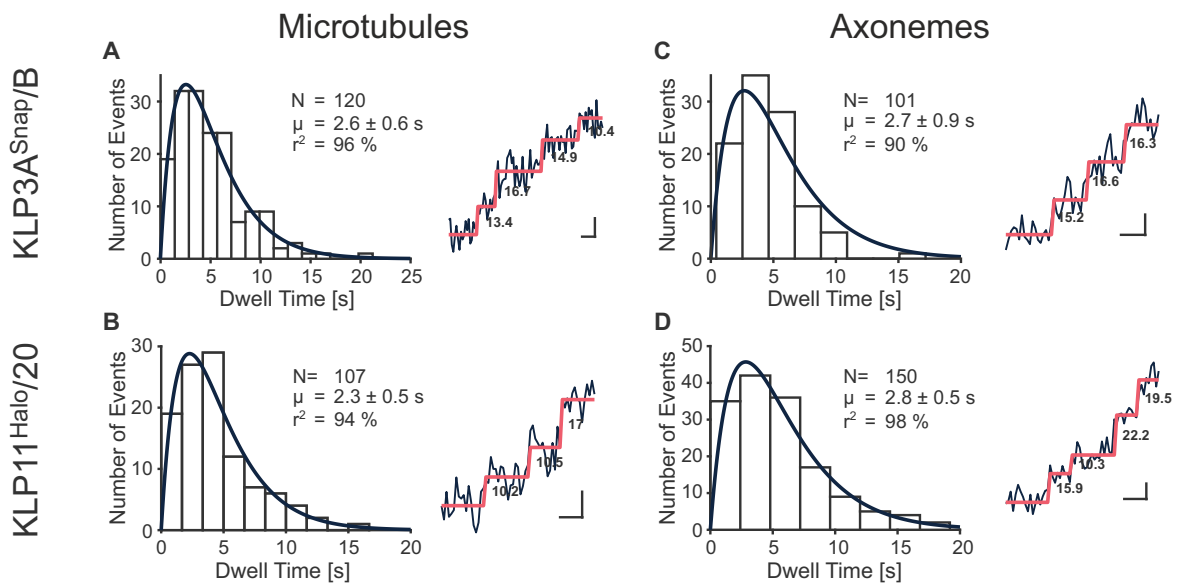 Microtubules
Axonemes
KLP3A^Snap/B
KLP11^Halo/20
A
Number of Events
30
20
10
0
0 5 10 15 20 25
Dwell Time [s]
N = 120
μ = 2.6 ± 0.6 s
r² = 96 %
13.4
16.7
14.9
10.4
C
Number of Events
30
20
10
0
0 5 10 15 20
Dwell Time [s]
N= 101
μ = 2.7 ± 0.9 s
r² = 90 %
15.2
16.6
16.3
B
Number of Events
30
20
10
0
0 5 10 15 20
Dwell Time [s]
N= 107
μ = 2.3 ± 0.5 s
r² = 94 %
10.2
10.5
17
D
Number of Events
50
40
30
20
10
0
0 5 10 15 20
Dwell Time [s]
N= 150
μ = 2.8 ± 0.5 s
r² = 98 %
15.9
10.3
22.2
19.5